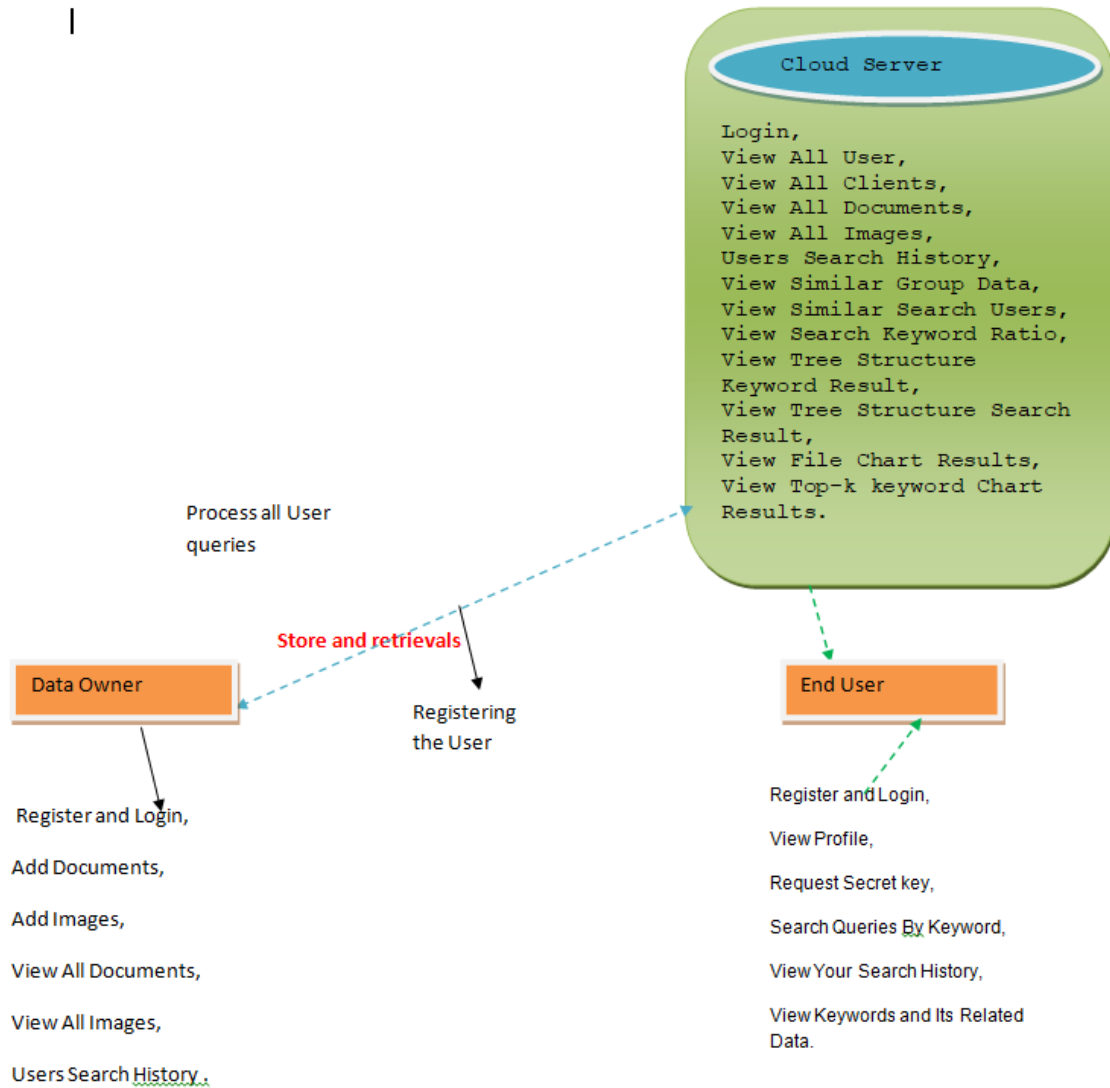 Cloud Server
Login,
View All User,
View All Clients,
View All Documents,
View All Images,
Users Search History,
View Similar Group Data,
View Similar Search Users,
View Search Keyword Ratio,
View Tree Structure
Keyword Result,
View Tree Structure Search
Result,
View File Chart Results,
View Top-k keyword Chart
Results.
Process all User
queries
Store and retrievals
Registering
the User
Data Owner
Register and Login,
Add Documents,
Add Images,
View All Documents,
View All Images,
Users Search History .
End User
Register and Login,
View Profile,
Request Secret key,
Search Queries By Keyword,
View Your Search History,
View Keywords and Its Related
Data.